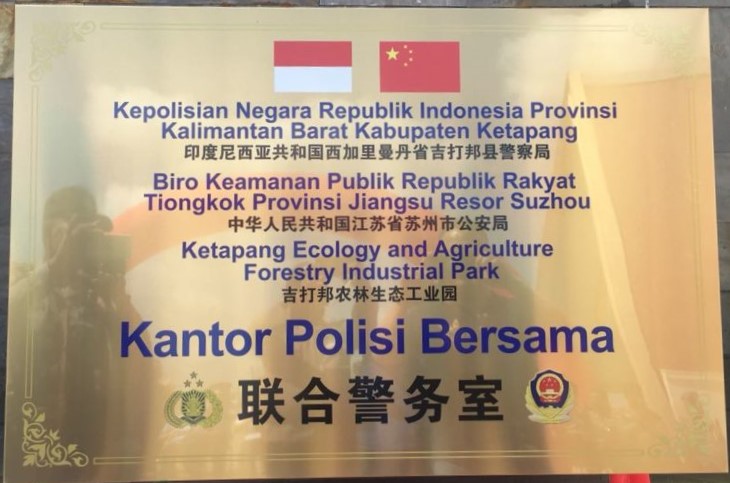 Kepolisian Negara Republik Indonesia Provinsi
Kalimantan Barat Kabupaten Ketapang
印度尼西亚共和国西加里曼丹省吉打邦县警察局
Biro Keamanan Publik Republik Rakyat
Tiongkok Provinsi Jiangsu Resor Suzhou
中华人民共和国江苏省苏州市公安局
Ketapang Ecology and Agriculture
Forestry Industrial Park
吉打邦农林生态工业园
Kantor Polisi Bersama
联合警务室